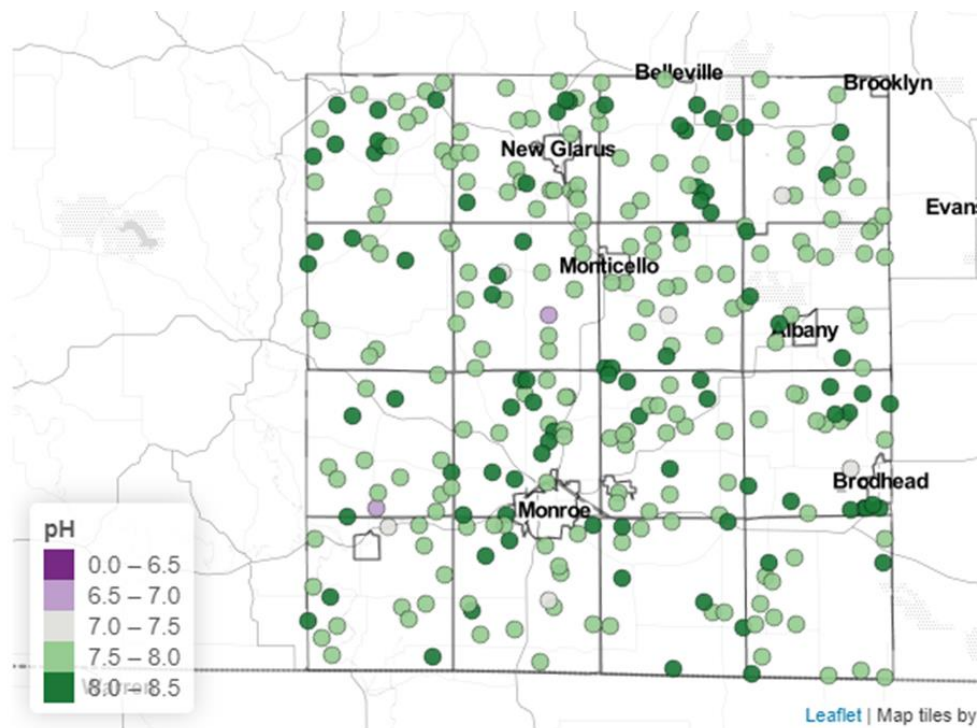 Belleville
Brooklyn
New Glarus
Evans
Monticello
Albany
Brodhead
Monroe
pH
0.0 – 6.5
6.5 – 7.0
7.0 – 7.5
7.5 – 8.0
8.0 – 8.5
Leaflet | Map tiles by